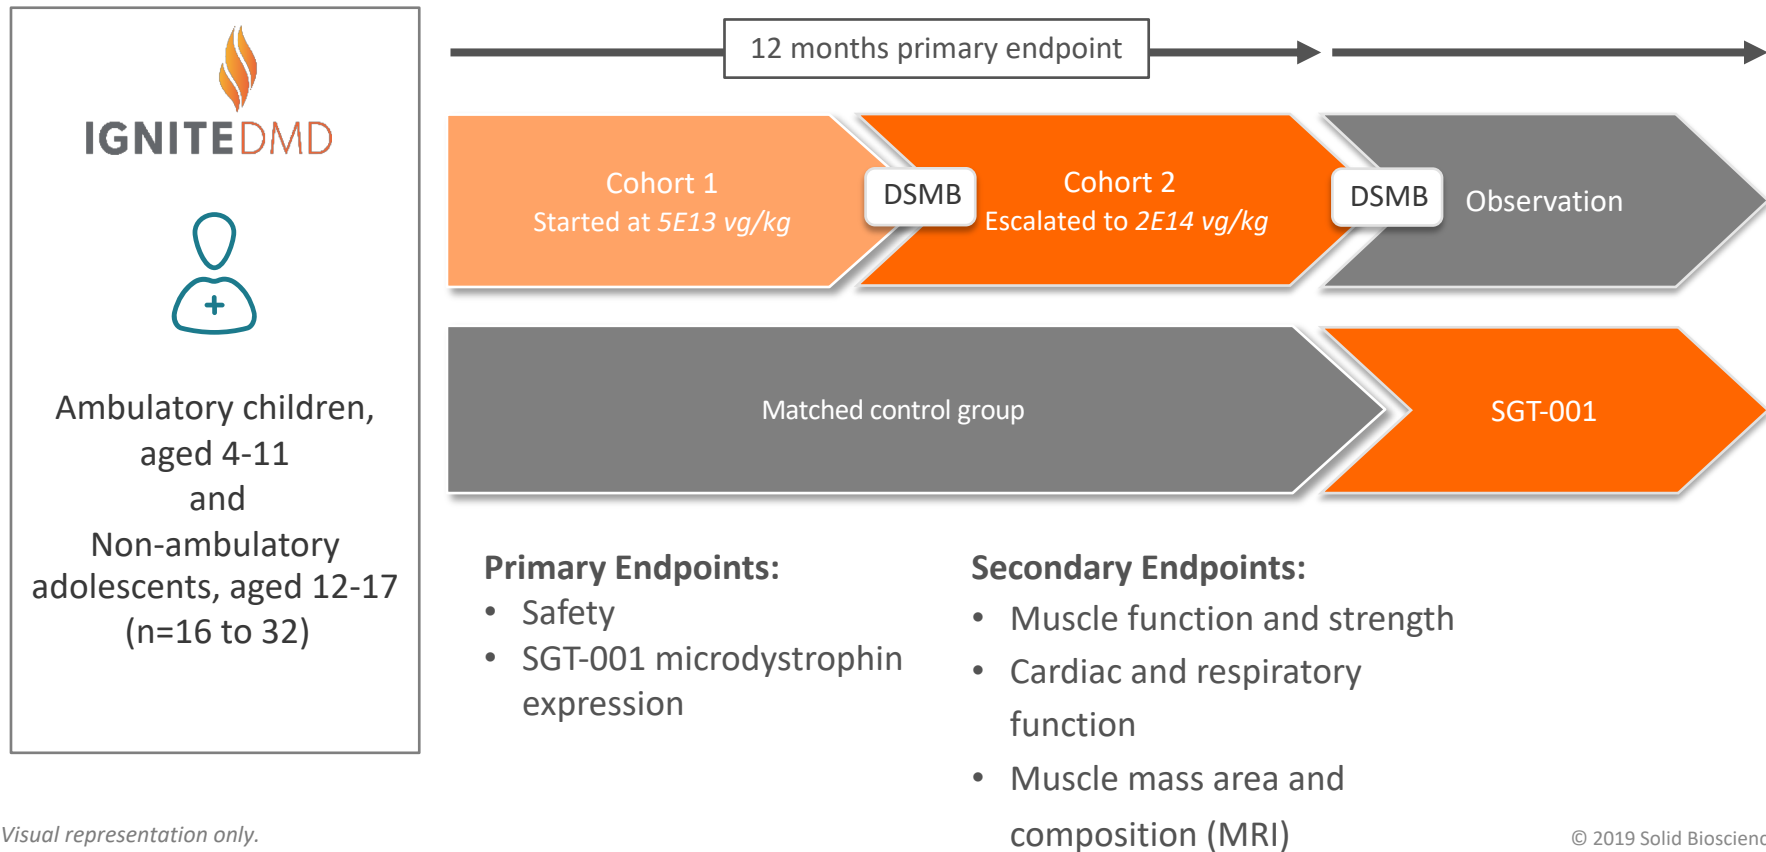 IGNITEDMD
Ambulatory children,
aged 4-11
and
Non-ambulatory
adolescents, aged 12-17
(n=16 to 32)
12 months primary endpoint
Cohort 1
Started at 5E13 vg/kg
DSMB
Cohort 2
Escalated to 2E14 vg/kg
DSMB
Observation
Matched control group
SGT-001
Primary Endpoints:
• Safety
• SGT-001 microdystrophin
expression
Secondary Endpoints:
• Muscle function and strength
• Cardiac and respiratory
function
• Muscle mass area and
composition (MRI)
Visual representation only.
© 2019 Solid Bioscienc